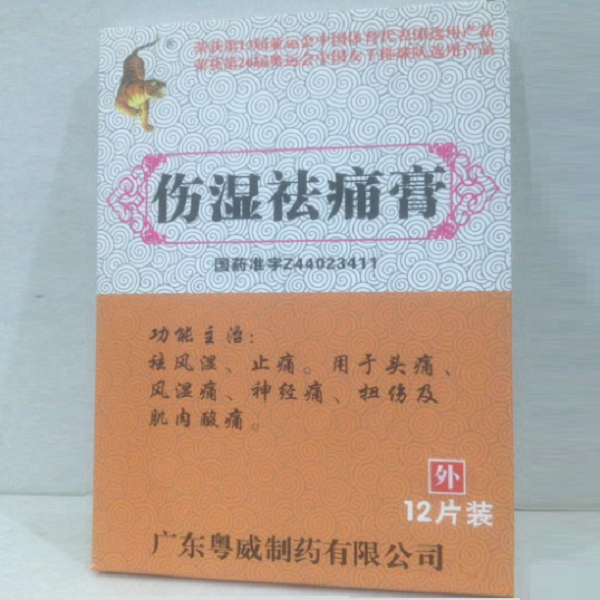 荣获第13届亚运会中国体育代表团选用产品
荣获第26届奥运会中国女子排球队选用产品
伤湿祛痛膏
国药准字Z44023411
功能主治:
祛风湿、止痛。用于头痛、
风湿痛、神经痛、扭伤及
肌肉酸痛。
外
12片装
广东粤威制药有限公司